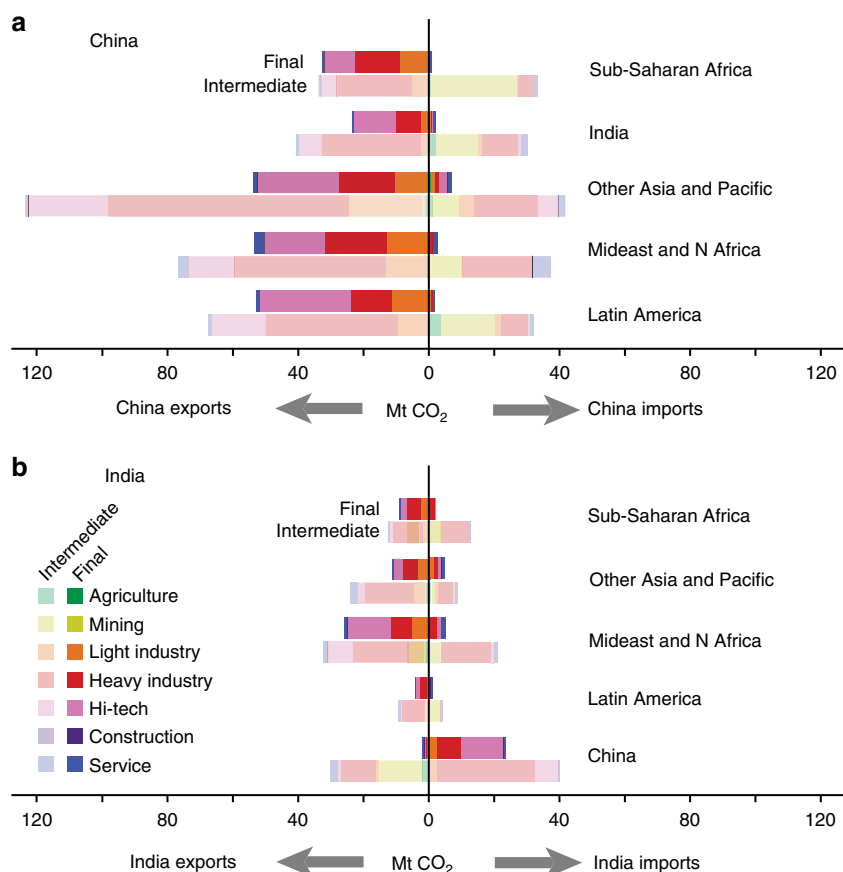 a
China
Final
Intermediate
Sub-Saharan Africa
India
Other Asia and Pacific
Mideast and N Africa
Latin America
120 80 40 0 40 80 120
China exports Mt CO2 China imports
b
India
Final
Intermediate
Sub-Saharan Africa
Other Asia and Pacific
Mideast and N Africa
Latin America
China
Intermediate
Final
Agriculture
Mining
Light industry
Heavy industry
Hi-tech
Construction
Service
120 80 40 0 40 80 120
India exports Mt CO2 India imports